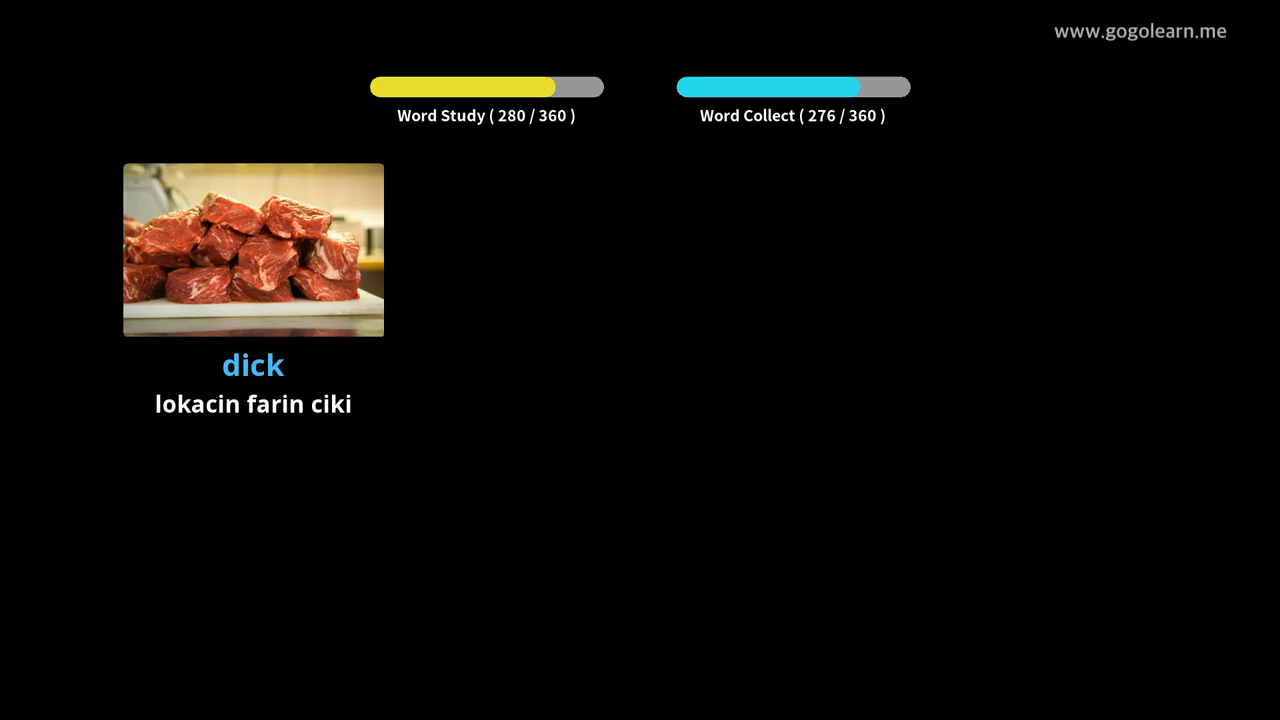 www.gogolearn.me
Word Study ( 280 / 360 )
Word Collect ( 276 / 360 )
dick
lokacin farin ciki